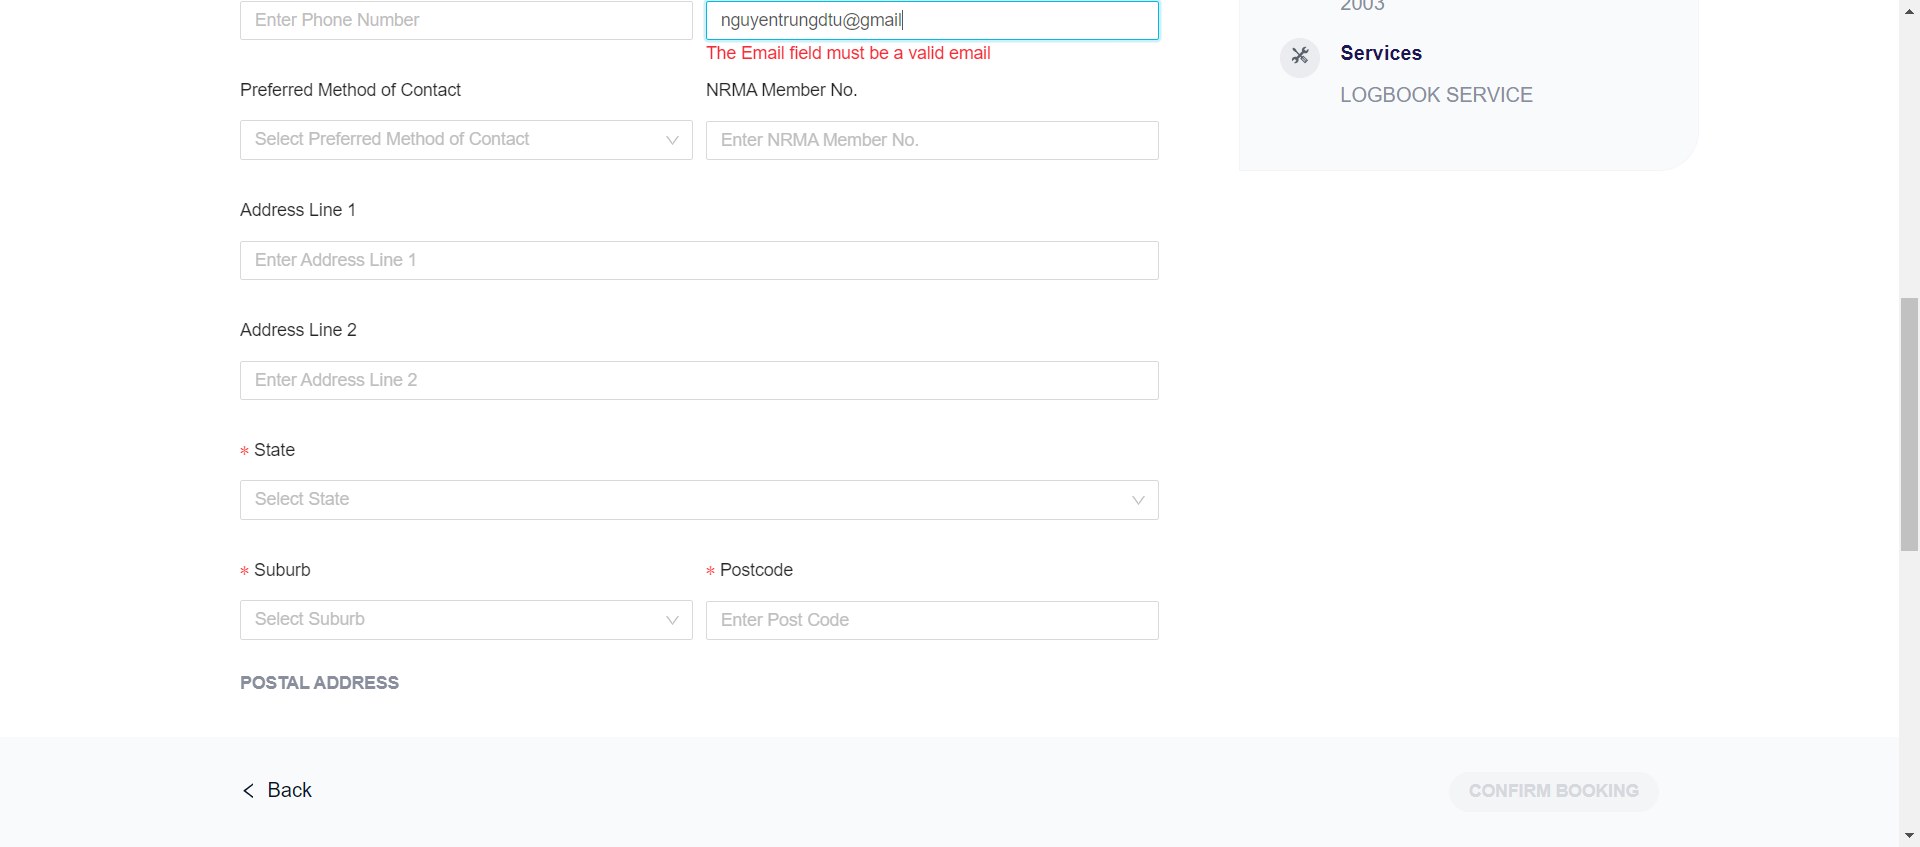 Enter Phone Number
nguyentrungdtu@gmail
The Email field must be a valid email
Preferred Method of Contact
NRMA Member No.
Select Preferred Method of Contact
Enter NRMA Member No.
Address Line 1
Enter Address Line 1
Address Line 2
Enter Address Line 2
* State
Select State
* Suburb
* Postcode
Select Suburb
Enter Post Code
POSTAL ADDRESS
2003
Services
LOGBOOK SERVICE
< Back
CONFIRM BOOKING